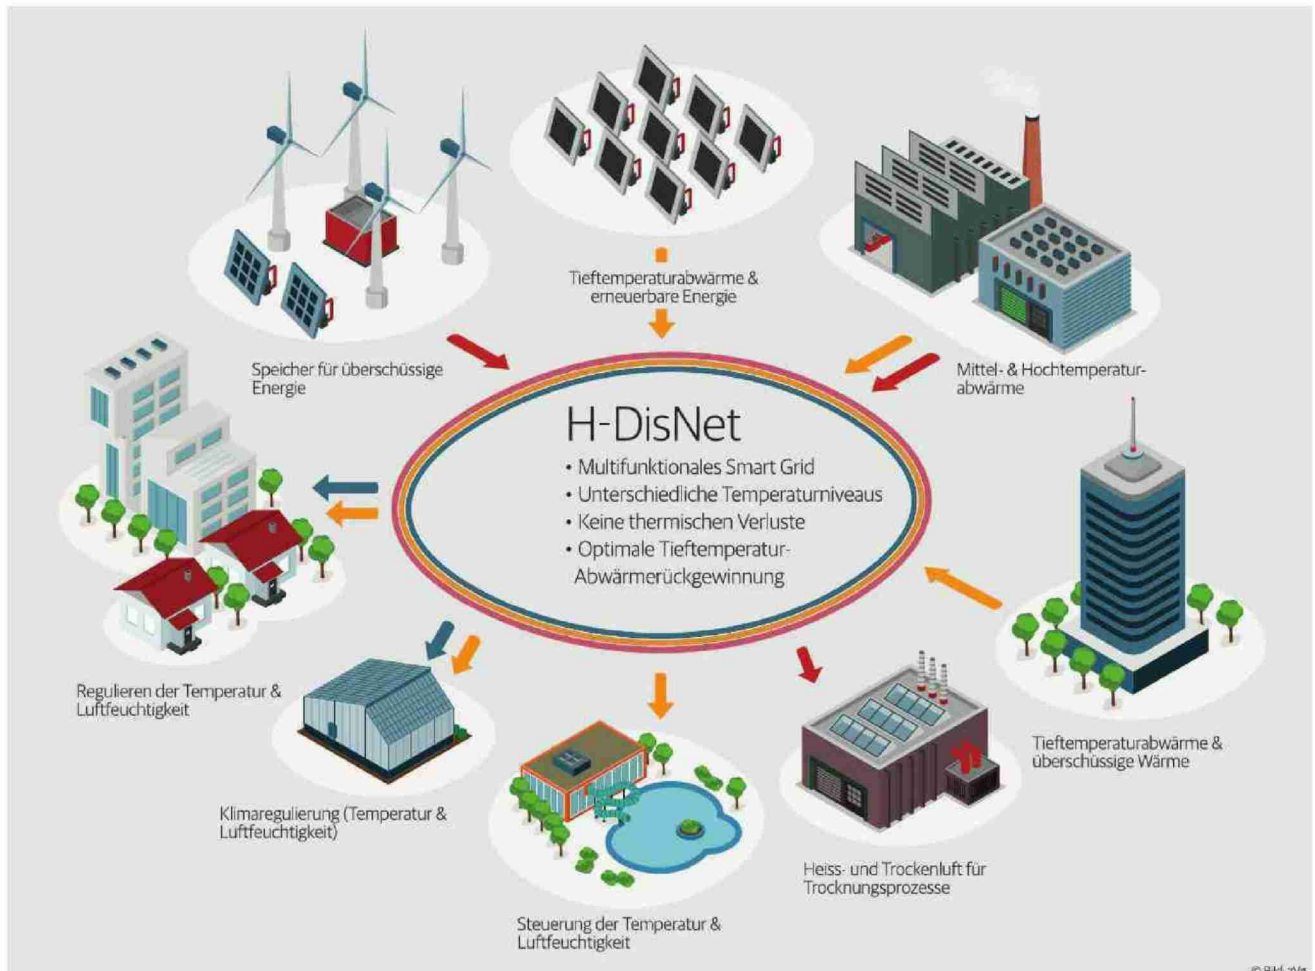 Tieftemperaturabwärme &
erneuerbare Energie
Speicher für überschüssige
Energie
Mittel- & Hochtemperatur-
abwärme
H-DisNet
• Multifunktionales Smart Grid
• Unterschiedliche Temperaturniveaus
• Keine thermischen Verluste
• Optimale Tieftemperatur-
Abwärmerückgewinnung
Regulieren der Temperatur &
Luftfeuchtigkeit
Tieftemperaturabwärme &
überschüssige Wärme
Klimaregulierung (Temperatur &
Luftfeuchtigkeit)
Heiss- und Trockenluft für
Trocknungsprozesse
Steuerung der Temperatur &
Luftfeuchtigkeit